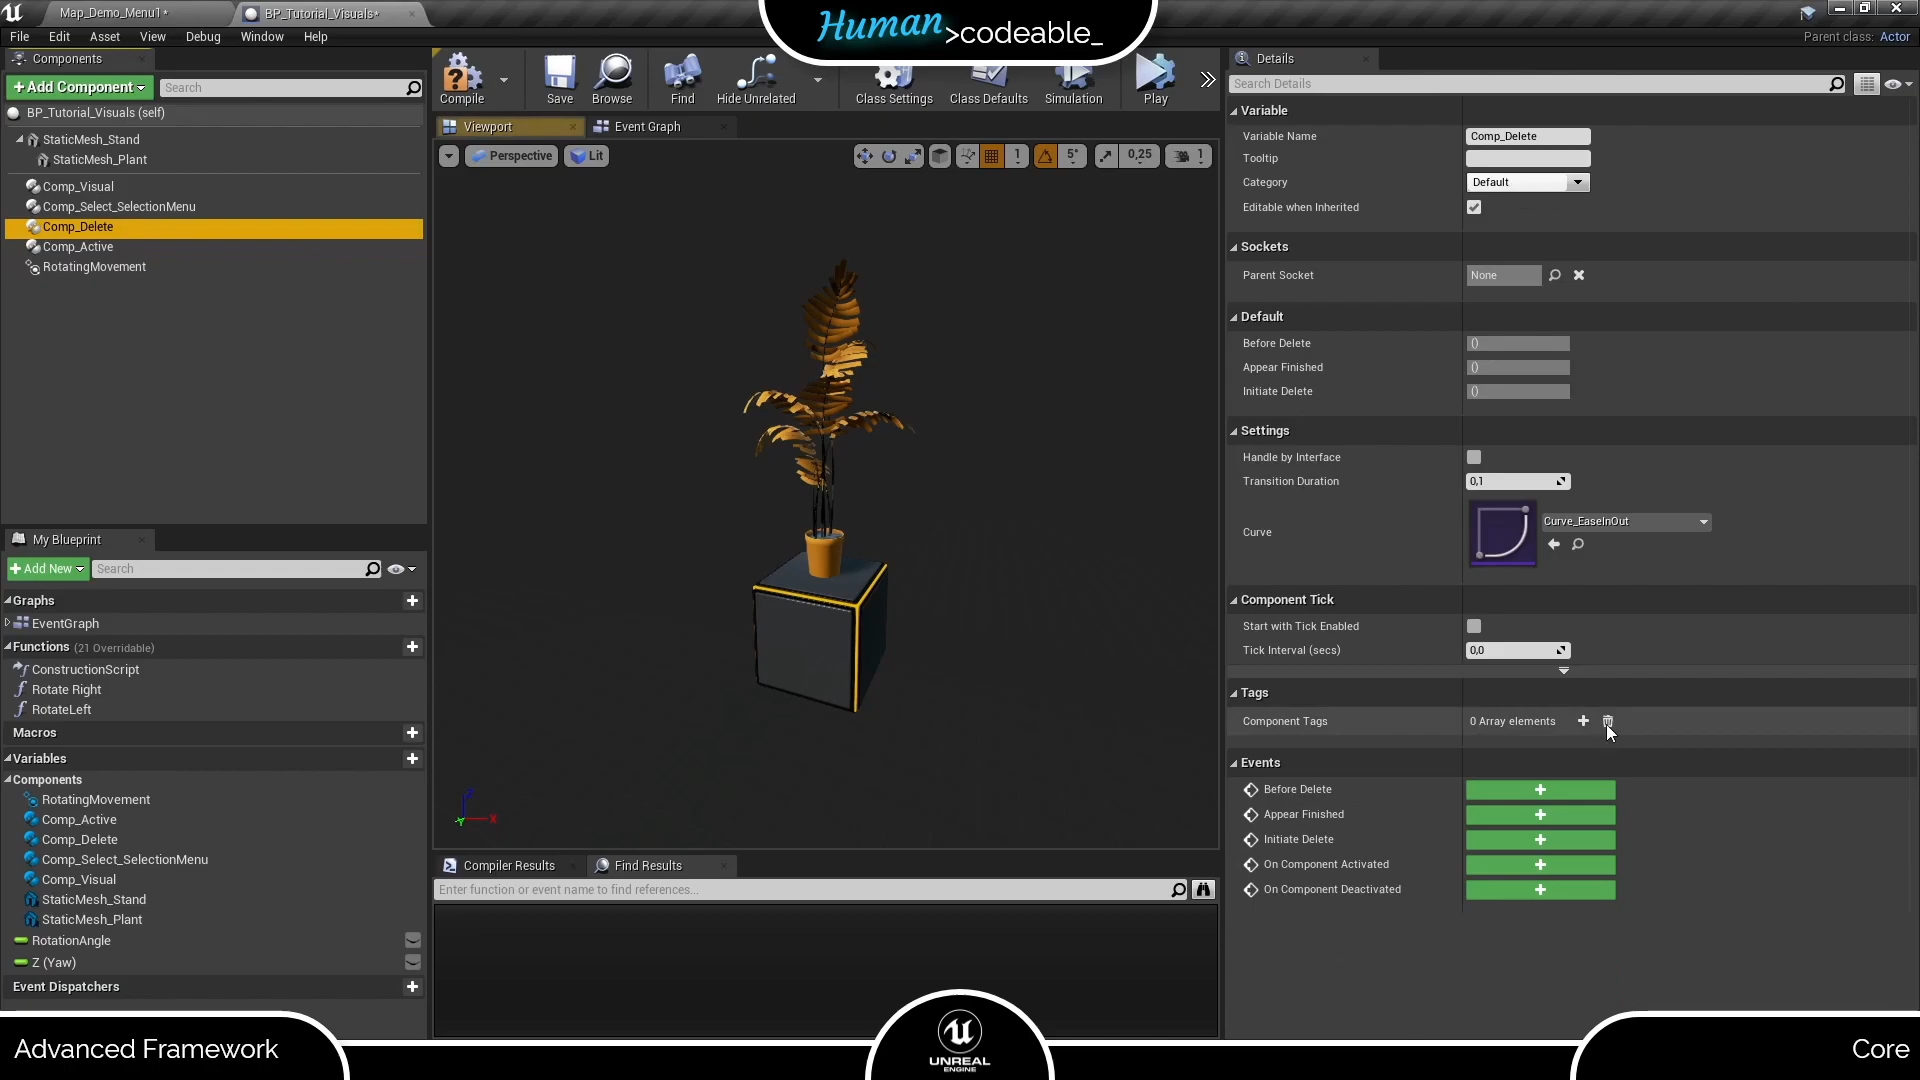 Map_Demo_Menu1*
BP_Tutorial_Visuals*
Human >codeable_
File Edit Asset View Debug Window Help
Parent class: Actor
Components
+Add Component
Search
BP_Tutorial_Visuals (self)
StaticMesh_Stand
StaticMesh_Plant
Comp_Visual
Comp_Select_SelectionMenu
Comp_Delete
Comp_Active
RotatingMovement
My Blueprint
+Add New
Search
Graphs
EventGraph
Functions (21 Overridable)
ConstructionScript
Rotate Right
RotateLeft
Macros
Variables
Components
RotatingMovement
Comp_Active
Comp_Delete
Comp_Select_SelectionMenu
Comp_Visual
StaticMesh_Stand
StaticMesh_Plant
RotationAngle
Z (Yaw)
Event Dispatchers
Compile
Save
Browse
Find
Hide Unrelated
Class Settings
Class Defaults
Simulation
Play
Viewport
Event Graph
Perspective
Lit
1
5°
0,25
1
Z
X
Y
Compiler Results
Find Results
Enter function or event name to find references...
Details
Search Details
Variable
Variable Name Comp_Delete
Tooltip
Category Default
Editable when Inherited
Sockets
Parent Socket None
Default
Before Delete ()
Appear Finished ()
Initiate Delete ()
Settings
Handle by Interface
Transition Duration 0,1
Curve Curve_EaseInOut
Component Tick
Start with Tick Enabled
Tick Interval (secs) 0,0
Tags
Component Tags 0 Array elements
Events
Before Delete
Appear Finished
Initiate Delete
On Component Activated
On Component Deactivated
Advanced Framework
UNREAL
ENGINE
Core